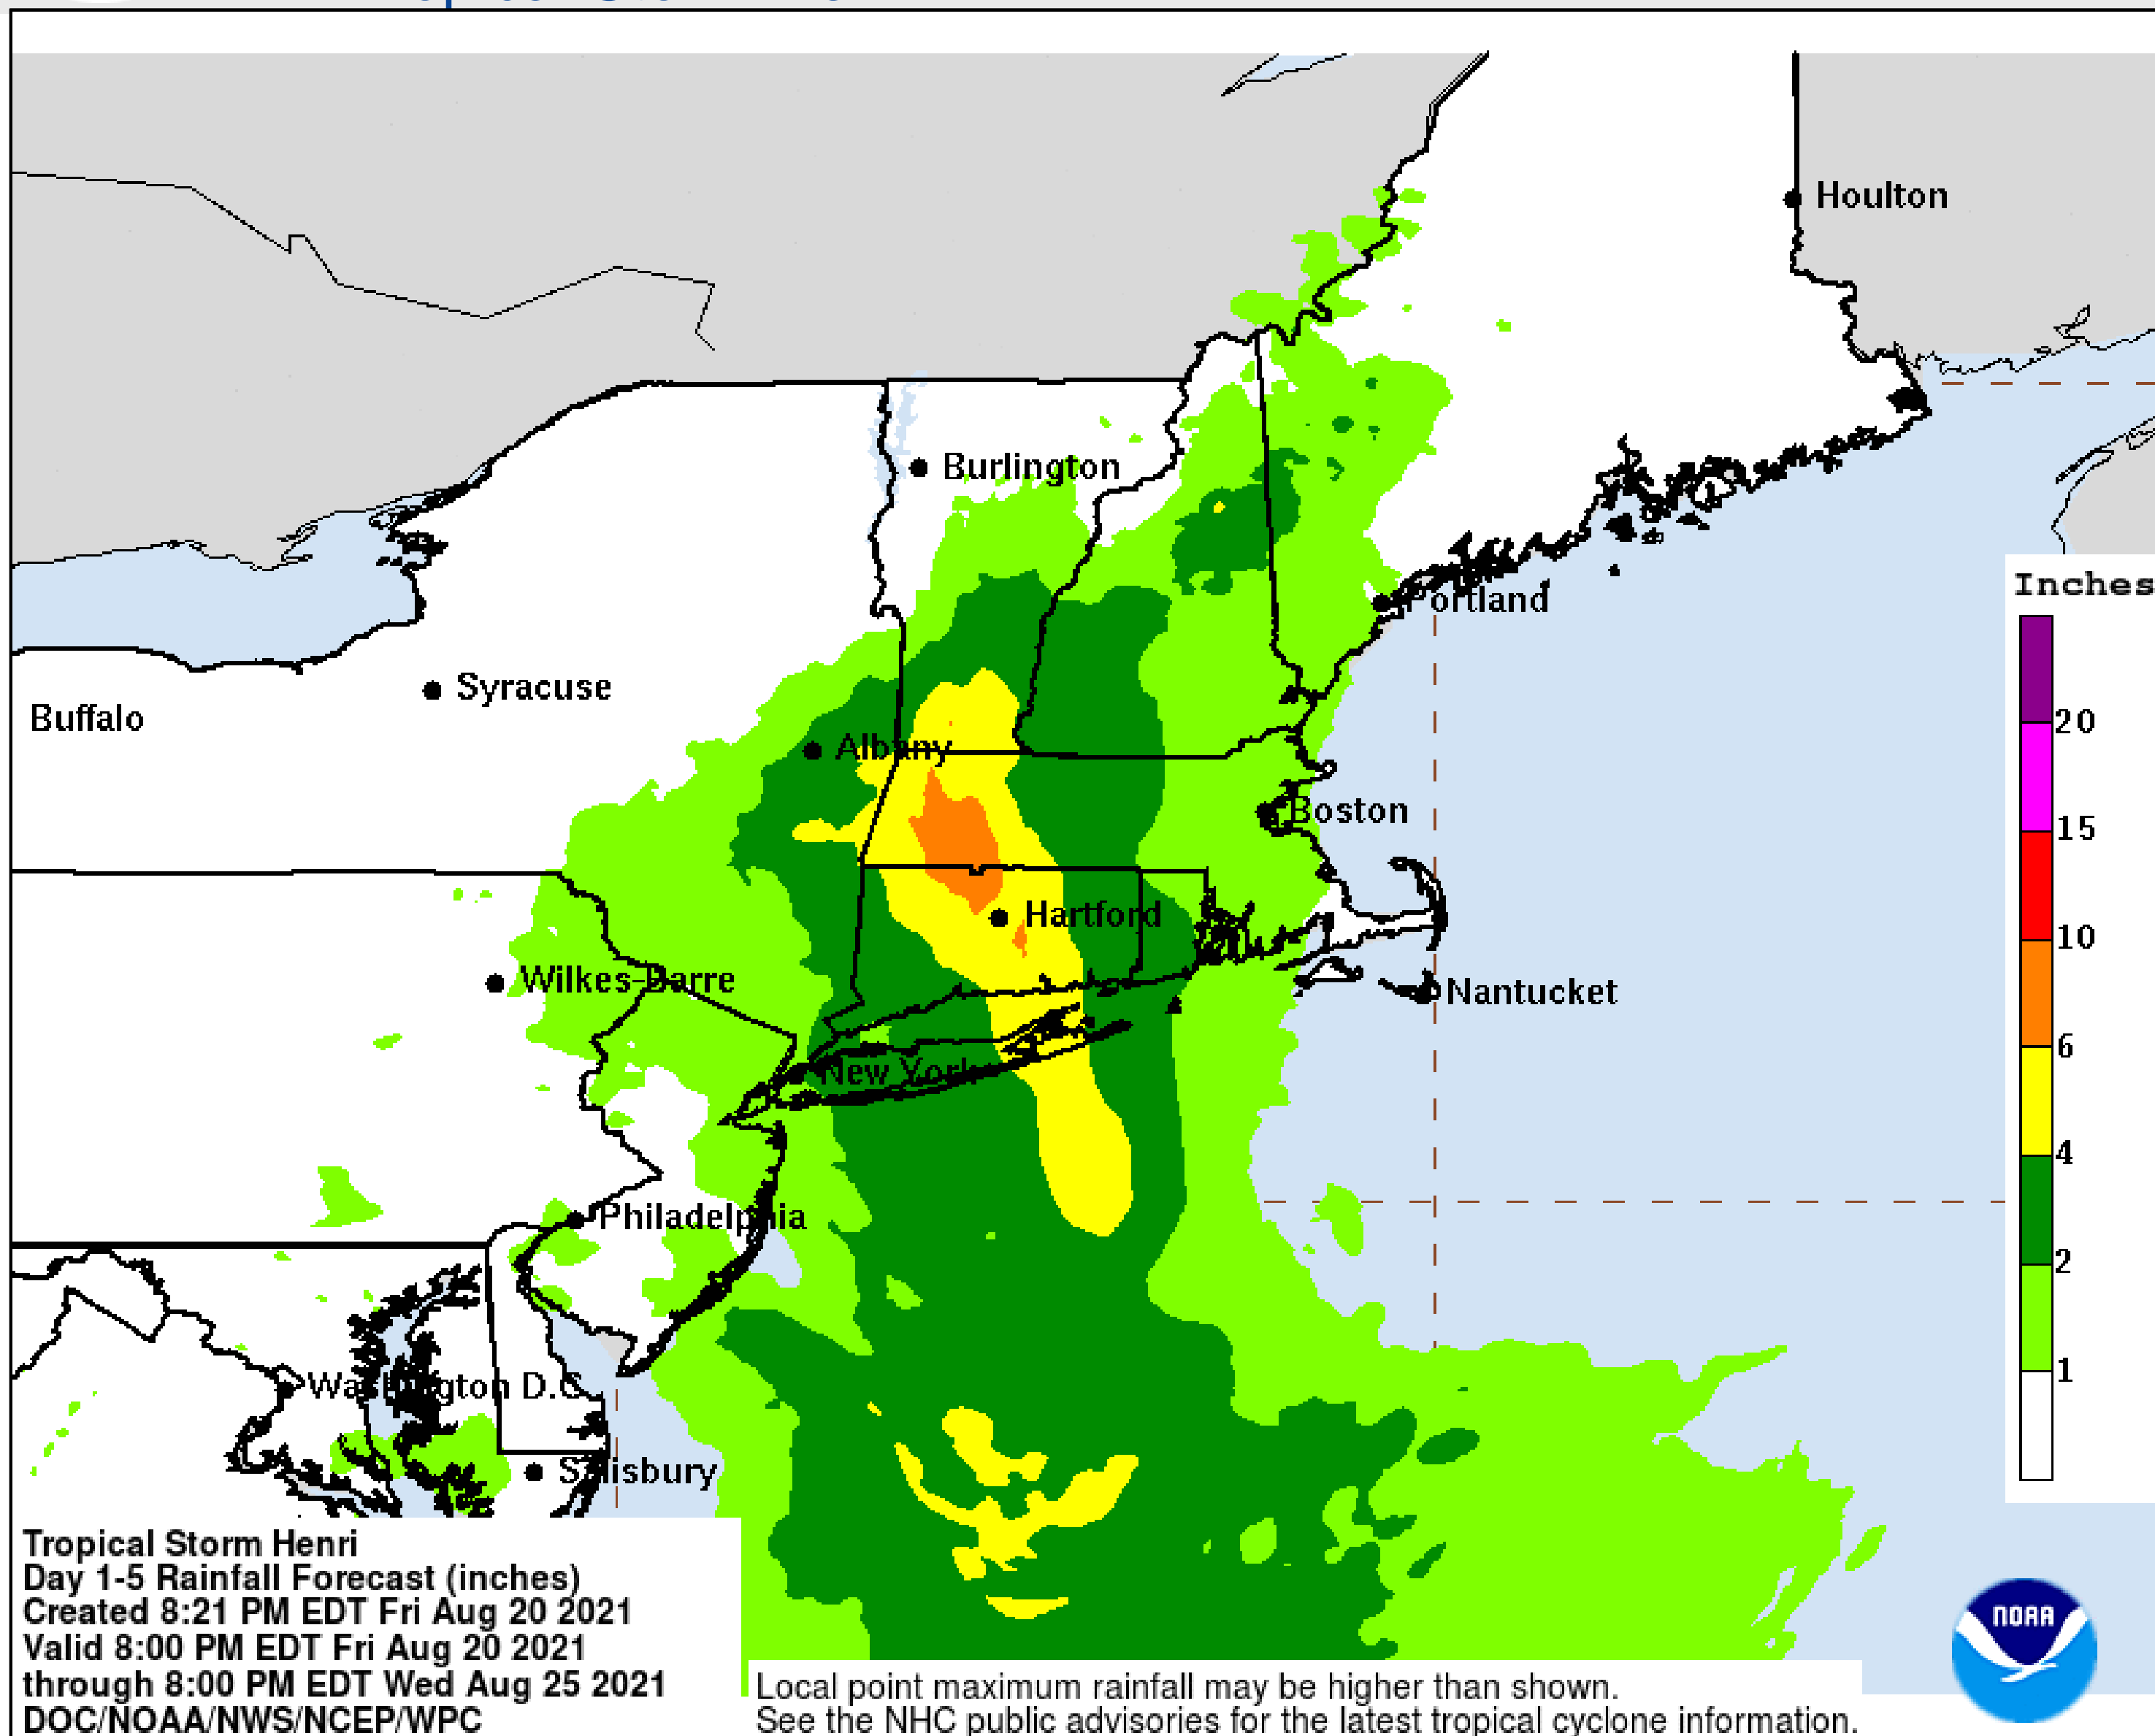 Houlton
Burlington
Portland
Inches
Syracuse
Buffalo
20
Albany
Boston
15
Hartford
10
Wilkes-Barre
Nantucket
6
New York
4
Philadelphia
2
1
Washington D.C.
Salisbury
Tropical Storm Henri
Day 1-5 Rainfall Forecast (inches)
Created 8:21 PM EDT Fri Aug 20 2021
Valid 8:00 PM EDT Fri Aug 20 2021
through 8:00 PM EDT Wed Aug 25 2021
DOC/NOAA/NWS/NCEP/WPC
NOAA
Local point maximum rainfall may be higher than shown.
See the NHC public advisories for the latest tropical cyclone information.